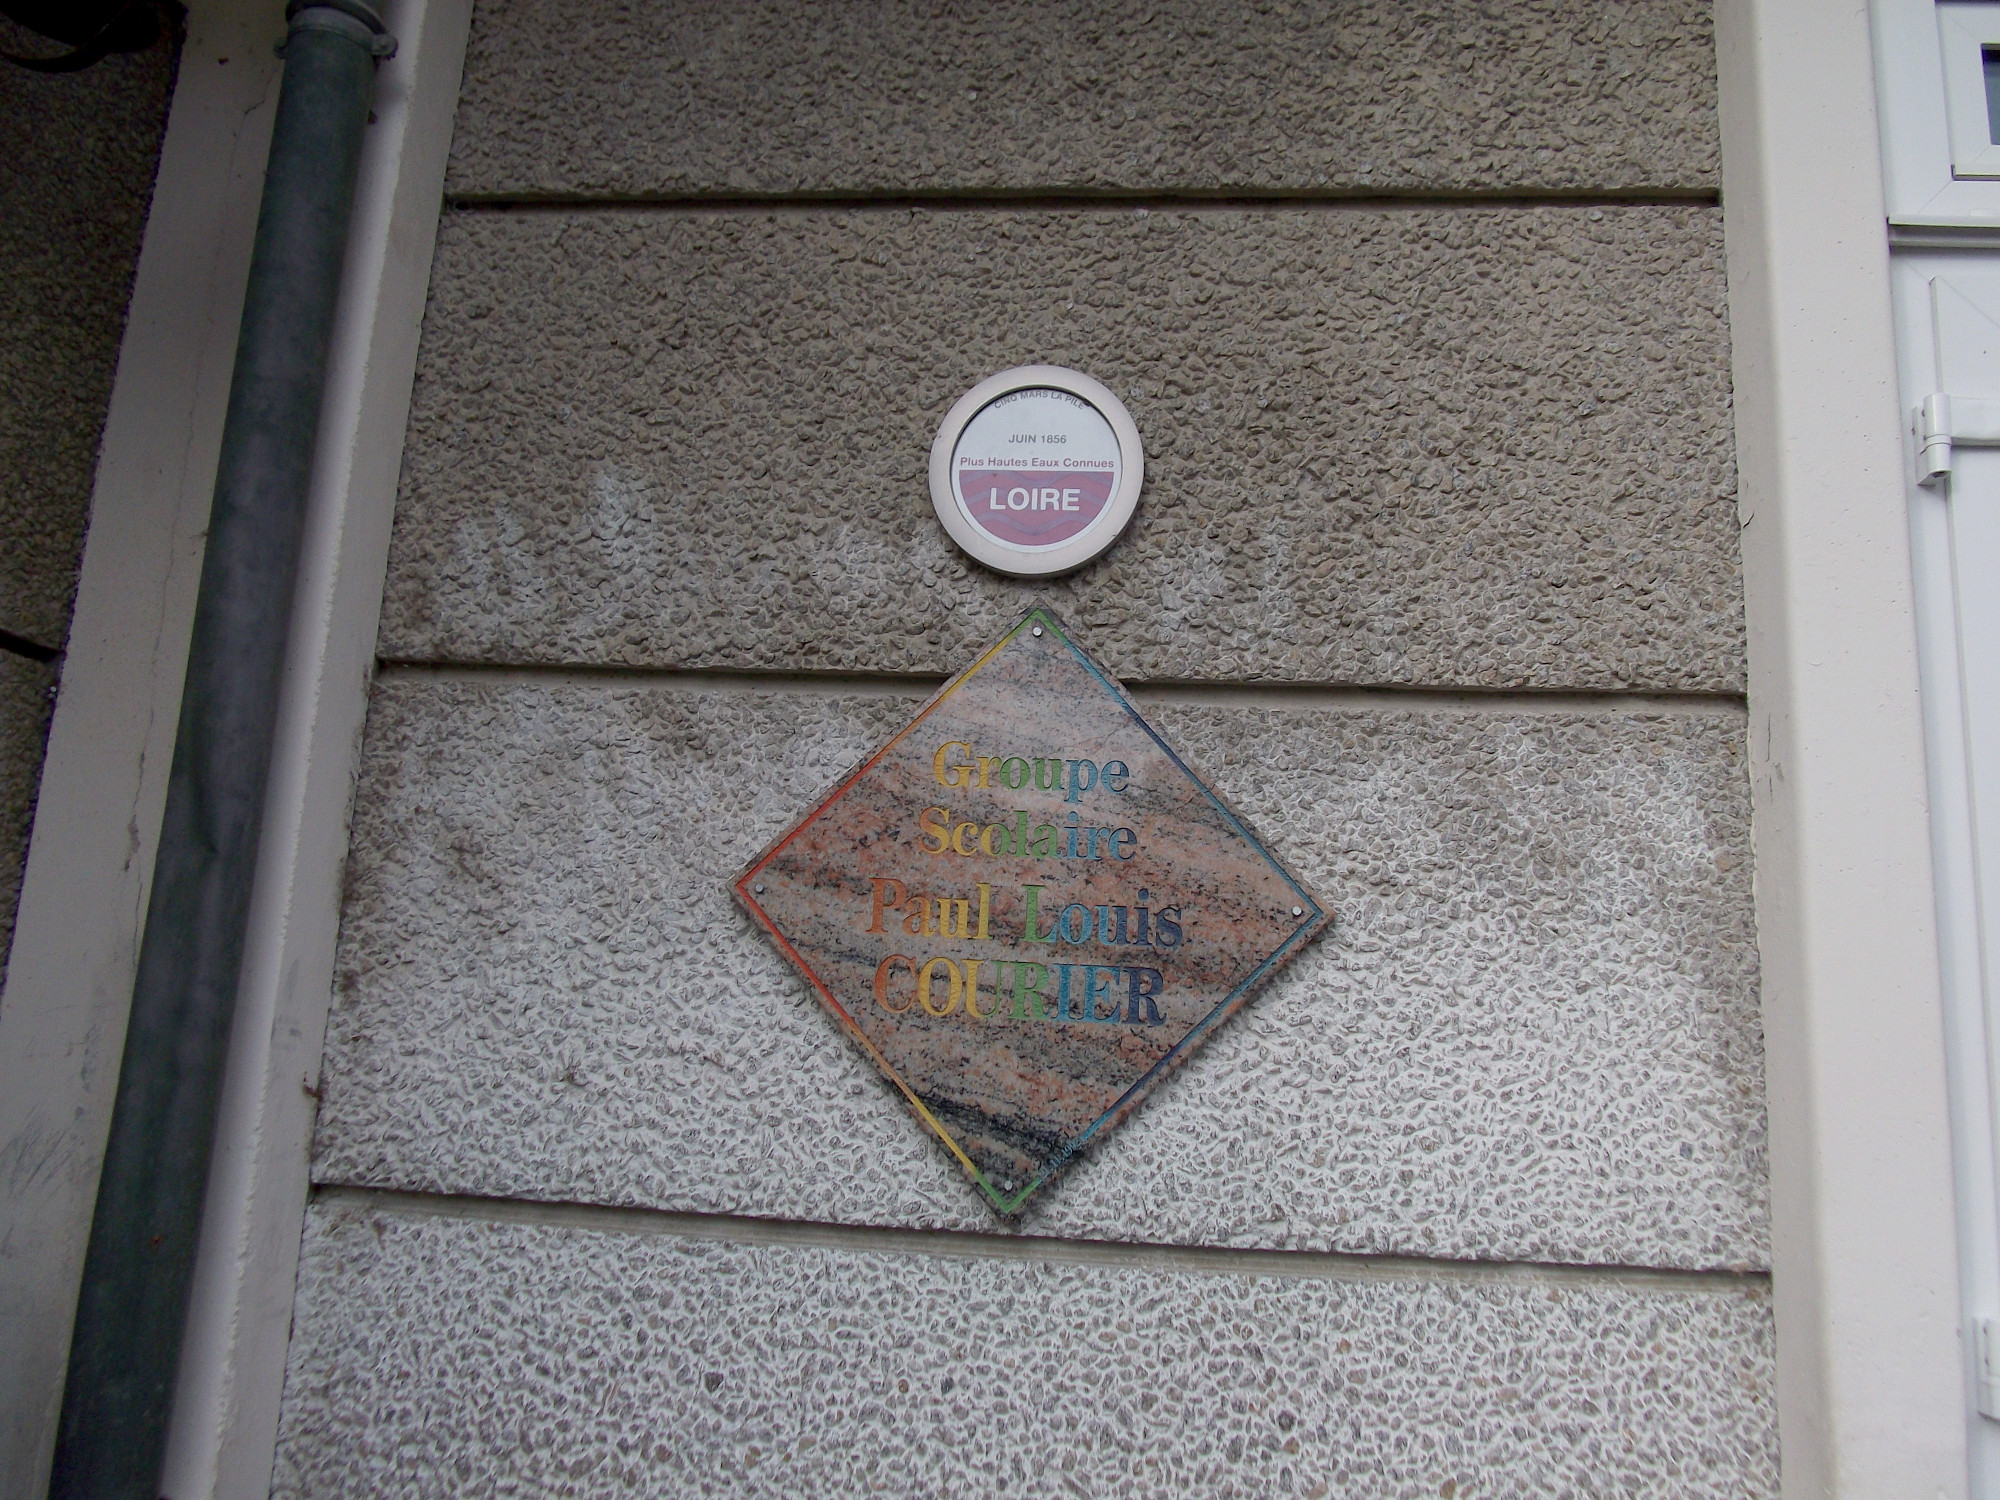 CINQ MARS LA PILE
JUIN 1856
Plus Hautes Eaux Connues
LOIRE
Groupe
Scolaire
Paul Louis
COURIER